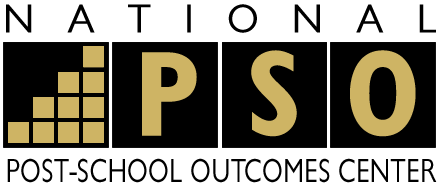 NATIONAL
PSO
POST-SCHOOL OUTCOMES CENTER